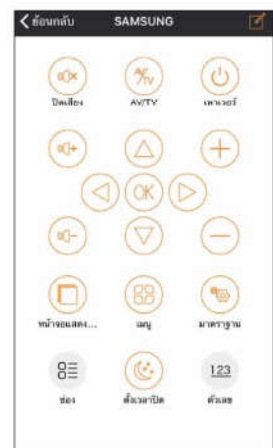 ย้อนกลับ SAMSUNG
ปิดเสียง AV/TV เพาเวอร์
AV/TV
+ +
OK
- -
หน้าจอแสดง... เมนู มาตราฐาน
123
ช่อง ตั้งเวลาปิด ตัวเลข